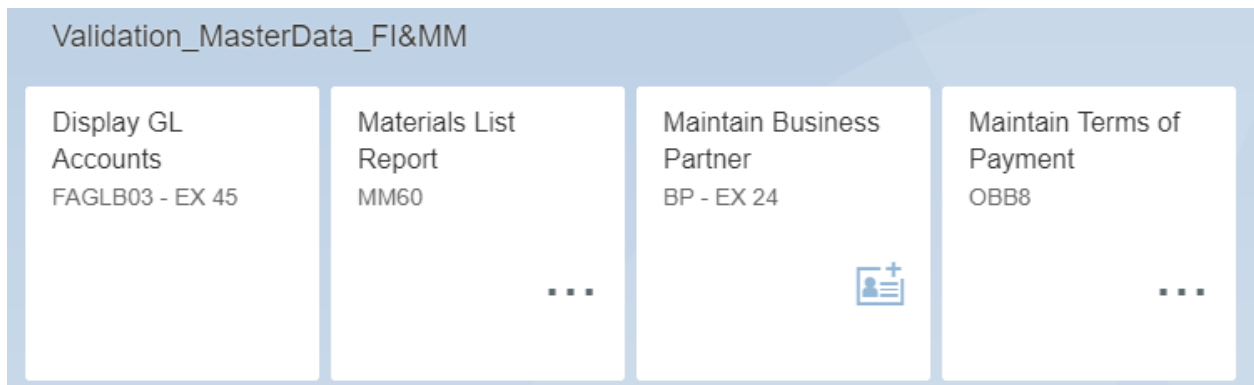 Validation_MasterData_FI&MM
Display GL
Accounts
FAGLB03 - EX 45
Materials List
Report
MM60
Maintain Business
Partner
BP - EX 24
Maintain Terms of
Payment
OBB8